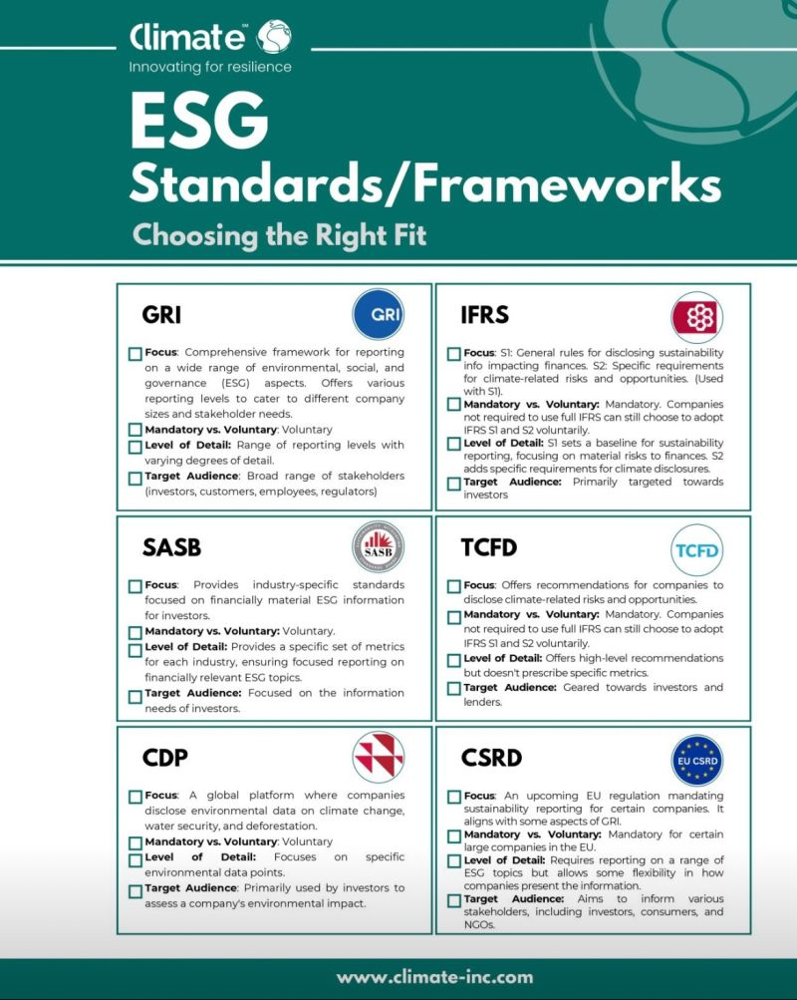 Climate℠
Innovating for resilience
ESG
Standards/Frameworks
Choosing the Right Fit
GRI
GRI
Focus: Comprehensive framework for reporting
on a wide range of environmental, social, and
governance (ESG) aspects. Offers various
reporting levels to cater to different company
sizes and stakeholder needs.
Mandatory vs. Voluntary: Voluntary
Level of Detail: Range of reporting levels with
varying degrees of detail.
Target Audience: Broad range of stakeholders
(investors, customers, employees, regulators)
IFRS
Focus: S1: General rules for disclosing sustainability
info impacting finances. S2: Specific requirements
for climate-related risks and opportunities. (Used
with S1).
Mandatory vs. Voluntary: Mandatory. Companies
not required to use full IFRS can still choose to adopt
IFRS S1 and S2 voluntarily.
Level of Detail: S1 sets a baseline for sustainability
reporting, focusing on material risks to finances. S2
adds specific requirements for climate disclosures.
Target Audience: Primarily targeted towards
investors
SASB
SASB
Focus: Provides industry-specific standards
focused on financially material ESG information
for investors.
Mandatory vs. Voluntary: Voluntary.
Level of Detail: Provides a specific set of metrics
for each industry, ensuring focused reporting on
financially relevant ESG topics.
Target Audience: Focused on the information
needs of investors.
TCFD
TCFD
Focus: Offers recommendations for companies to
disclose climate-related risks and opportunities.
Mandatory vs. Voluntary: Mandatory. Companies
not required to use full IFRS can still choose to adopt
IFRS S1 and S2 voluntarily.
Level of Detail: Offers high-level recommendations
but doesn't prescribe specific metrics.
Target Audience: Geared towards investors and
lenders.
CDP
Focus: A global platform where companies
disclose environmental data on climate change,
water security, and deforestation.
Mandatory vs. Voluntary: Voluntary
Level of Detail: Focuses on specific
environmental data points.
Target Audience: Primarily used by investors to
assess a company's environmental impact.
CSRD
EU CSRD
Focus: An upcoming EU regulation mandating
sustainability reporting for certain companies. It
aligns with some aspects of GRI.
Mandatory vs. Voluntary: Mandatory for certain
large companies in the EU.
Level of Detail: Requires reporting on a range of
ESG topics but allows some flexibility in how
companies present the information.
Target Audience: Aims to inform various
stakeholders, including investors, consumers, and
NGOs.
www.climate-inc.com